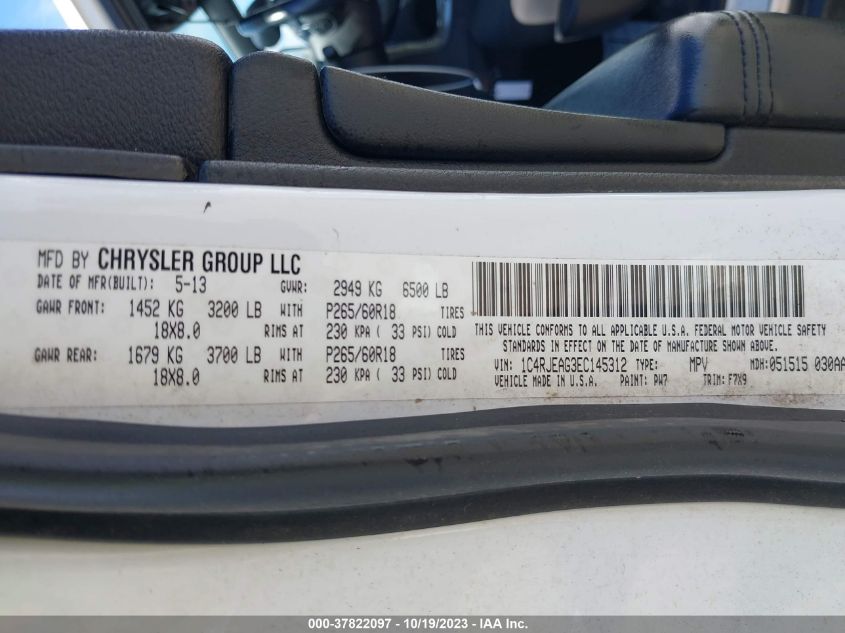 MFD BY CHRYSLER GROUP LLC
DATE OF MFR(BUILT): 5-13 GVWR: 2949 KG 6500 LB
GAWR FRONT: 1452 KG 3200 LB WITH P265/60R18 TIRES
18X8.0 RIMS AT 230 KPA ( 33 PSI) COLD
GAWR REAR: 1679 KG 3700 LB WITH P265/60R18 TIRES
18X8.0 RIMS AT 230 KPA ( 33 PSI) COLD
THIS VEHICLE CONFORMS TO ALL APPLICABLE U.S.A. FEDERAL MOTOR VEHICLE SAFETY
STANDARDS IN EFFECT ON THE DATE OF MANUFACTURE SHOWN ABOVE.
VIN: 1C4RJEAG3EC145312 TYPE: MPV MDH: 051515 030AA
VEHICLE MADE IN U.S.A. PAINT: PW7 TRIM: F7X9
000-37822097 - 10/19/2023 - IAA Inc.